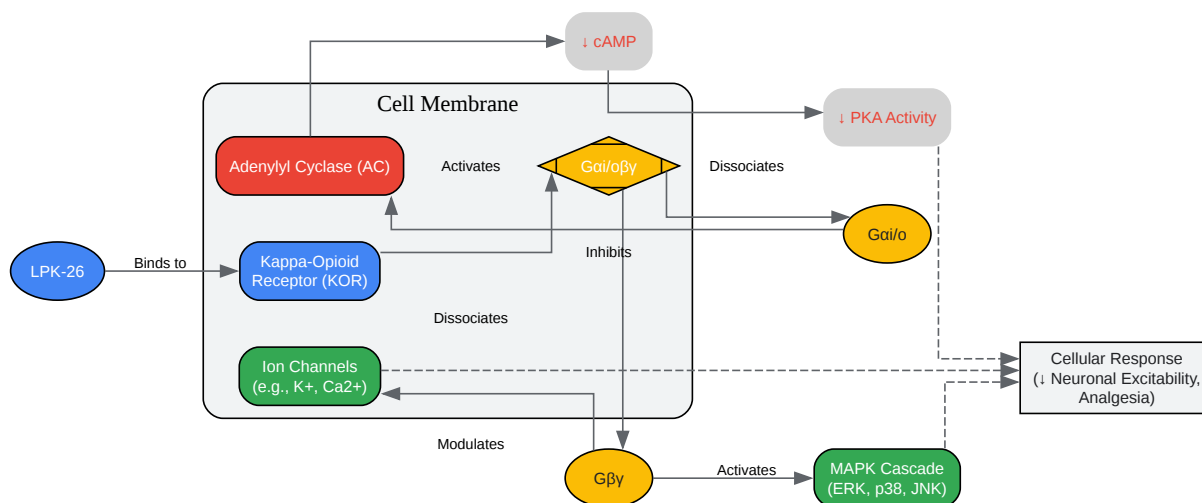 ↓ cAMP
Cell Membrane
↓ PKA Activity
Adenylyl Cyclase (AC)
Activates
Gαi/oβγ
Dissociates
Gαi/o
Inhibits
LPK-26
Binds to
Kappa-Opioid
Receptor (KOR)
Dissociates
Ion Channels
(e.g., K+, Ca2+)
Cellular Response
(↓ Neuronal Excitability,
Analgesia)
Modulates
Gβγ
Activates
MAPK Cascade
(ERK, p38, JNK)